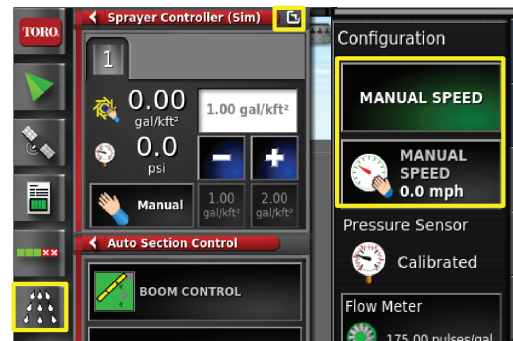 TORO.
Sprayer Controller (Sim)
1
0.00
gal/kft²
1.00 gal/kft²
0.0
psi
-
+
Manual
1.00
gal/kft²
2.00
gal/kft²
Auto Section Control
BOOM CONTROL
Configuration
MANUAL SPEED
MANUAL
SPEED
0.0 mph
Pressure Sensor
Calibrated
Flow Meter
175.00 pulses/gal